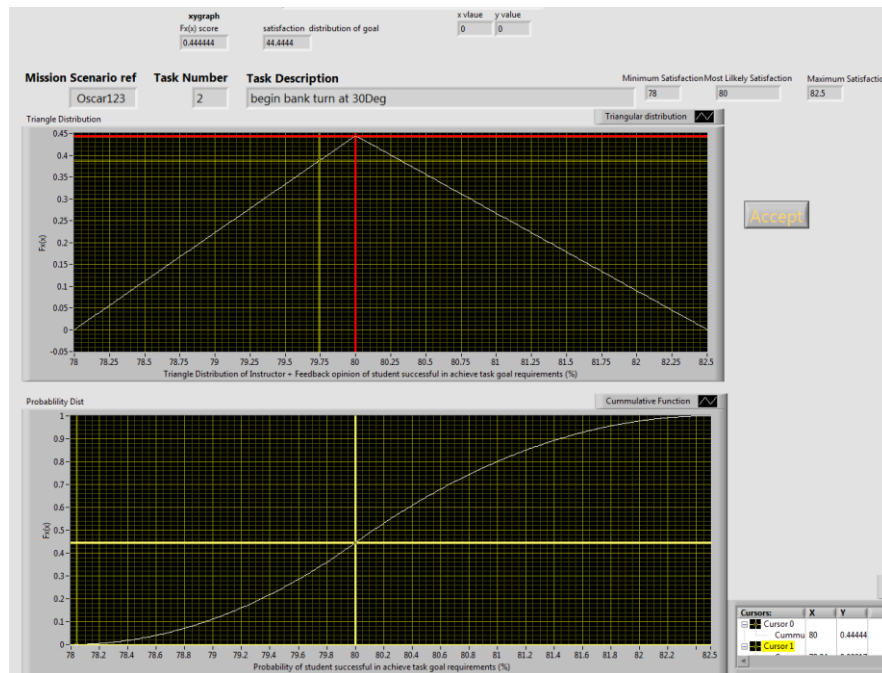 xygraph
Fx(x) score
satisfaction distribution of goal
x vlaue y value
0.444444
44.4444
0 0
Mission Scenario ref Task Number Task Description
Minimum Satisfaction Most Lilkely Satisfaction Maximum Satisfactio
Oscar123 2 begin bank turn at 30Deg
78 80 82.5
Triangle Distribution
Triangular distribution
0.45
0.4
0.35
0.3
0.25
0.2
0.15
0.1
0.05
0
-0.05
Fx(x)
78 78.25 78.5 78.75 79 79.25 79.5 79.75 80 80.25 80.5 80.75 81 81.25 81.5 81.75 82 82.25 82.5
Triangle Distribution of Instructor + Feedback opinion of student successful in achieve task goal requirements (%)
Accept
Probablility Dist
Cummulative Function
1
0.9
0.8
0.7
0.6
0.5
0.4
0.3
0.2
0.1
0
Fx(x)
78 78.2 78.4 78.6 78.8 79 79.2 79.4 79.6 79.8 80 80.2 80.4 80.6 80.8 81 81.2 81.4 81.6 81.8 82 82.2 82.5
Probability of student successful in achieve task goal requirements (%)
Cursors: X Y
Cursor 0
Cummu 80 0.44444
Cursor 1